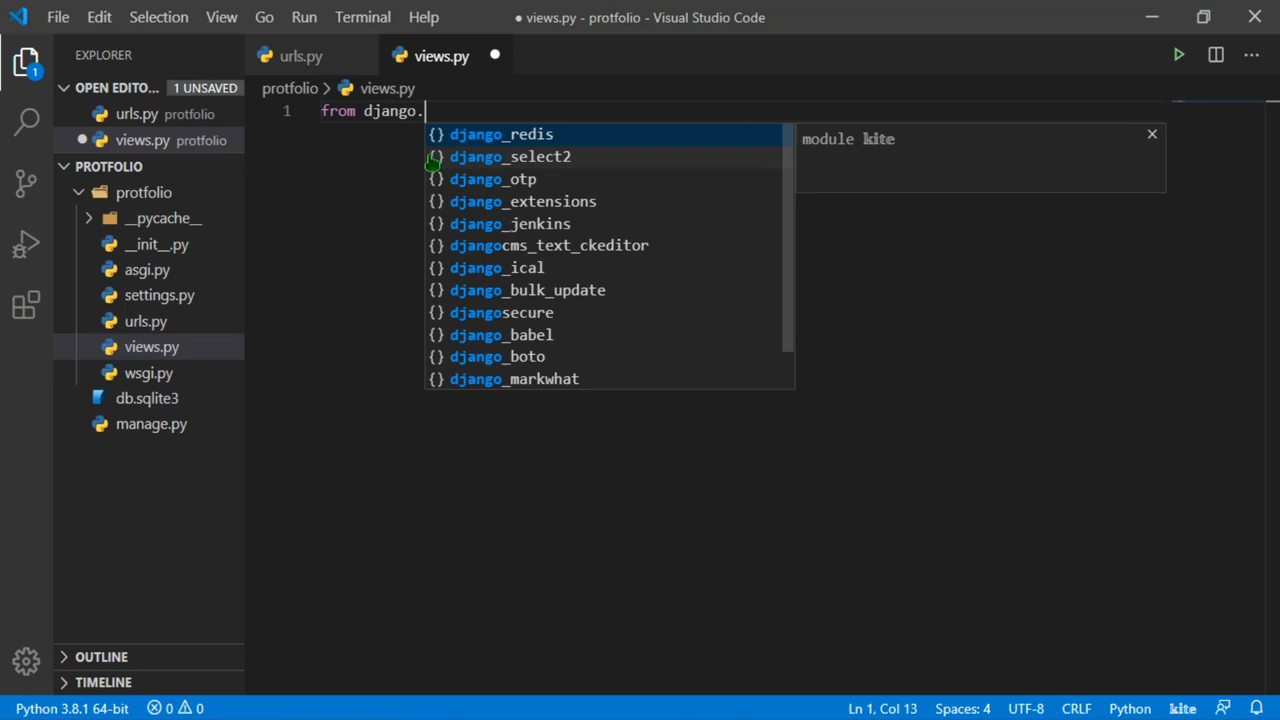 File Edit Selection View Go Run Terminal Help
● views.py - protfolio - Visual Studio Code
EXPLORER
1
OPEN EDITO... 1 UNSAVED
urls.py protfolio
views.py protfolio
PROTFOLIO
protfolio
__pycache__
__init__.py
asgi.py
settings.py
urls.py
views.py
wsgi.py
db.sqlite3
manage.py
OUTLINE
TIMELINE
urls.py
views.py
protfolio > views.py
1 from django.
{} django_redis
{} django_select2
{} django_otp
{} django_extensions
{} django_jenkins
{} djangocms_text_ckeditor
{} django_ical
{} django_bulk_update
{} djangosecure
{} django_babel
{} django_boto
{} django_markwhat
module kite
Python 3.8.1 64-bit 0 0 Ln 1, Col 13 Spaces: 4 UTF-8 CRLF Python kite